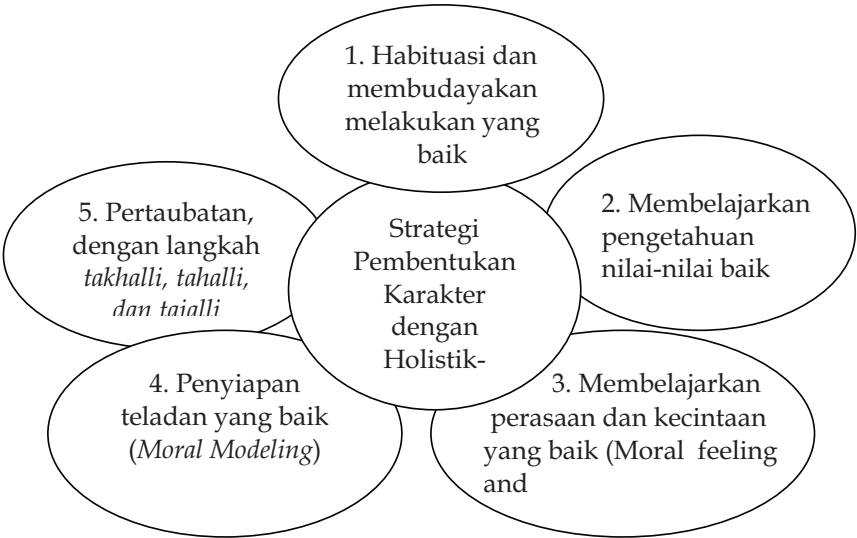 1. Habituasi dan
membudayakan
melakukan yang
baik
2. Membelajarkan
pengetahuan
nilai-nilai baik
3. Membelajarkan
perasaan dan kecintaan
yang baik (Moral feeling
and
4. Penyiapan
teladan yang baik
(Moral Modeling)
5. Pertaubatan,
dengan langkah
takhalli, tahalli,
dan tajalli
Strategi
Pembentukan
Karakter
dengan
Holistik-